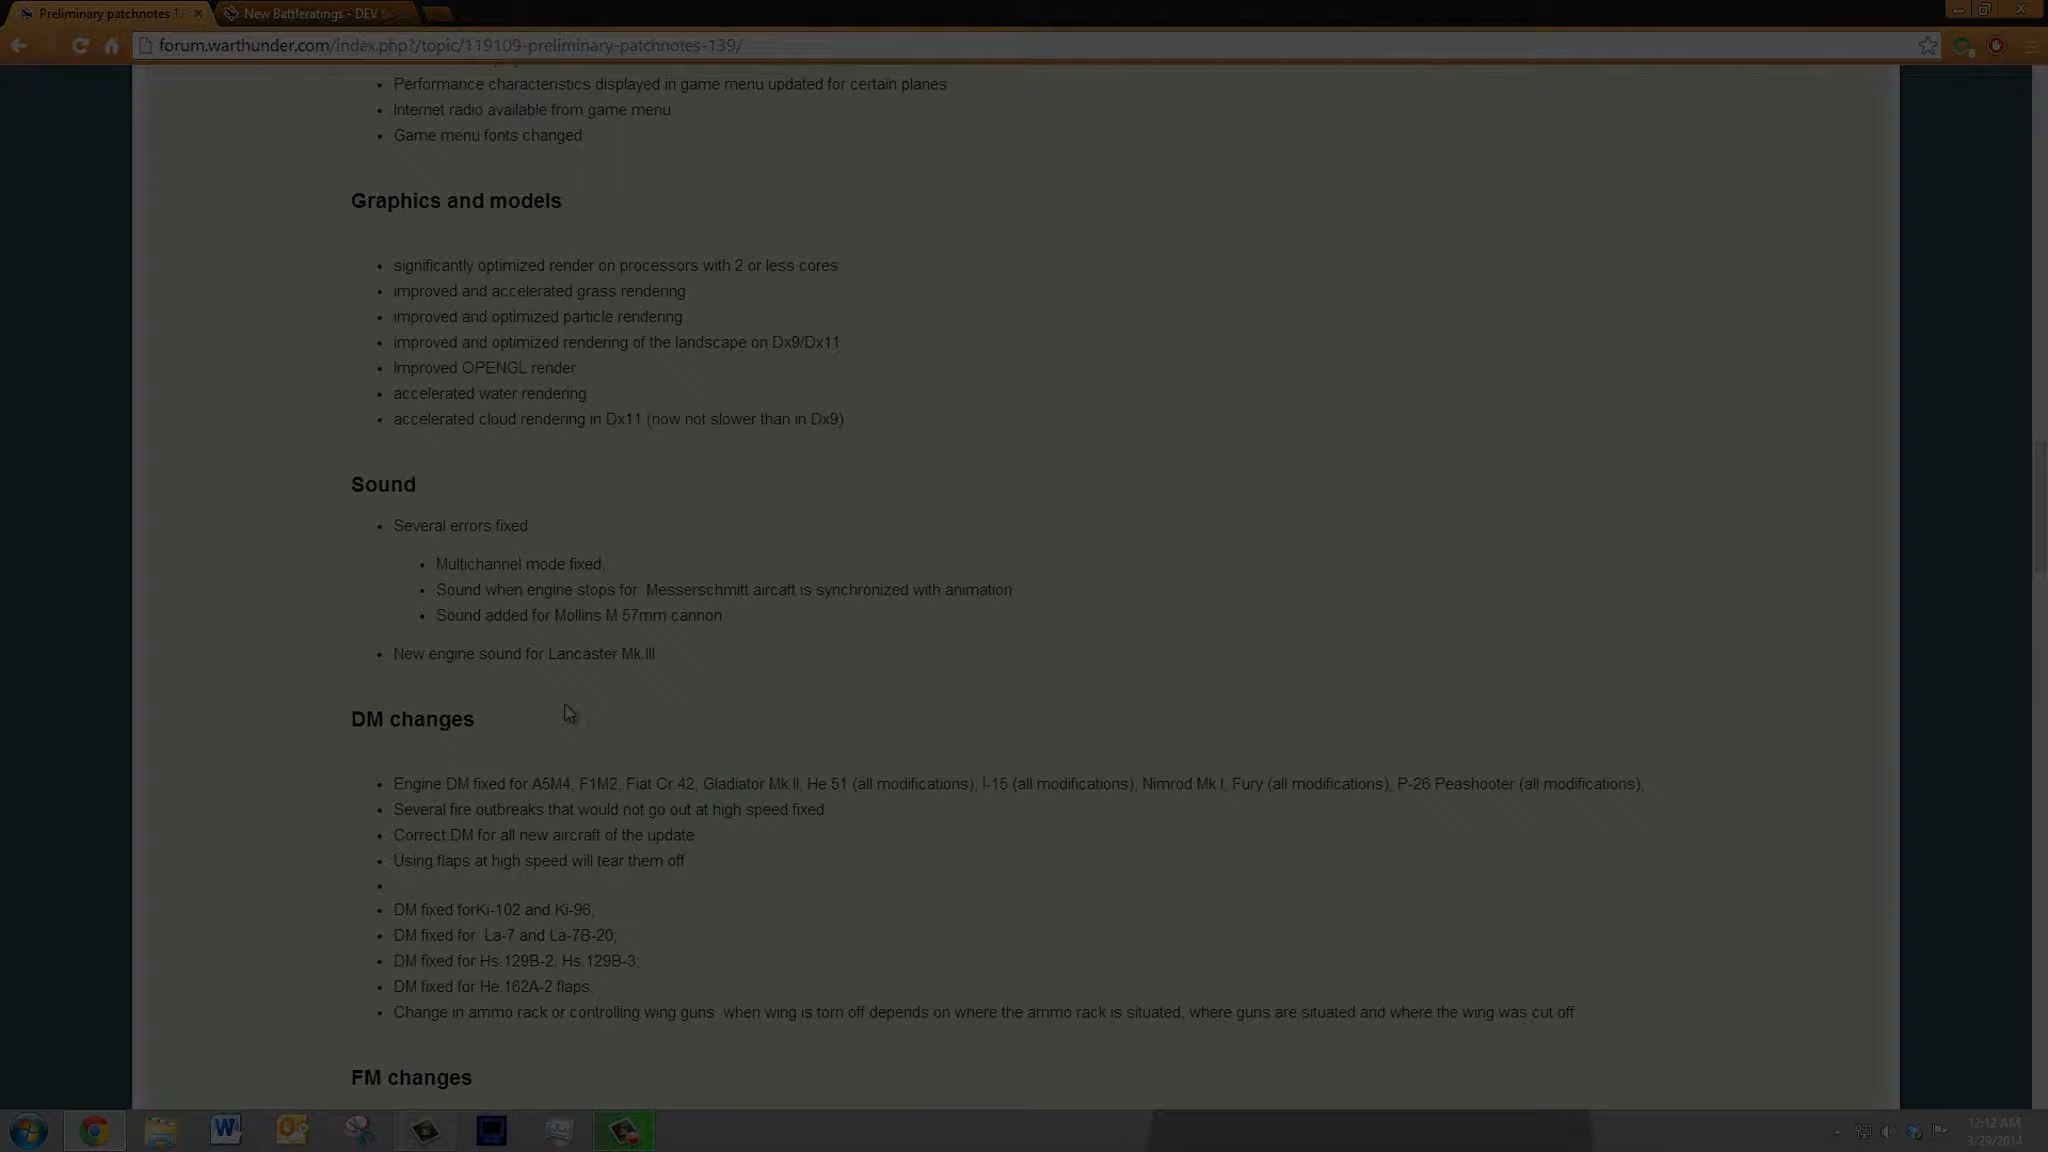 Preliminary patchnotes 1.
New Battleratings - DEV S
forum.warthunder.com/index.php?/topic/119109-preliminary-patchnotes-139/
Performance characteristics displayed in game menu updated for certain planes
Internet radio available from game menu
Game menu fonts changed
Graphics and models
significantly optimized render on processors with 2 or less cores
improved and accelerated grass rendering
improved and optimized particle rendering
improved and optimized rendering of the landscape on Dx9/Dx11
Improved OPENGL render
accelerated water rendering
accelerated cloud rendering in Dx11 (now not slower than in Dx9)
Sound
Several errors fixed
Multichannel mode fixed;
Sound when engine stops for Messerschmitt aircaft is synchronized with animation
Sound added for Mollins M 57mm cannon
New engine sound for Lancaster Mk.III
DM changes
Engine DM fixed for A5M4, F1M2, Fiat Cr.42, Gladiator Mk.II, He.51 (all modifications), I-15 (all modifications), Nimrod Mk.I, Fury (all modifications), P-26 Peashooter (all modifications),
Several fire outbreaks that would not go out at high speed fixed
Correct DM for all new aircraft of the update
Using flaps at high speed will tear them off
DM fixed forKi-102 and Ki-96;
DM fixed for La-7 and La-7B-20;
DM fixed for Hs.129B-2, Hs.129B-3;
DM fixed for He.162A-2 flaps;
Change in ammo rack or controlling wing guns when wing is torn off depends on where the ammo rack is situated, where guns are situated and where the wing was cut off
FM changes
12:12 AM
3/29/2014